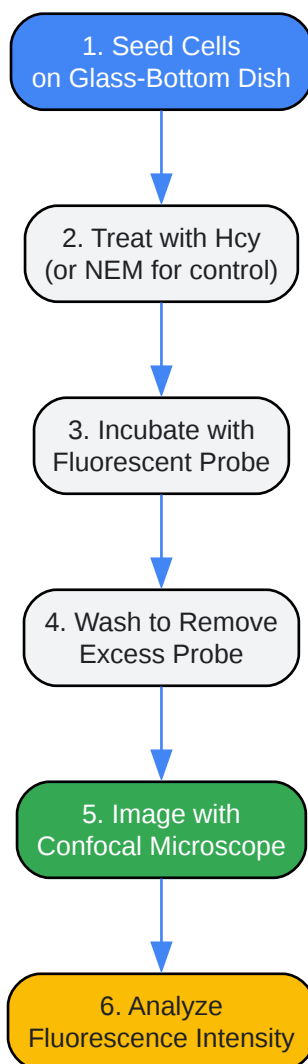 1. Seed Cells
on Glass-Bottom Dish
2. Treat with Hcy
(or NEM for control)
3. Incubate with
Fluorescent Probe
4. Wash to Remove
Excess Probe
5. Image with
Confocal Microscope
6. Analyze
Fluorescence Intensity